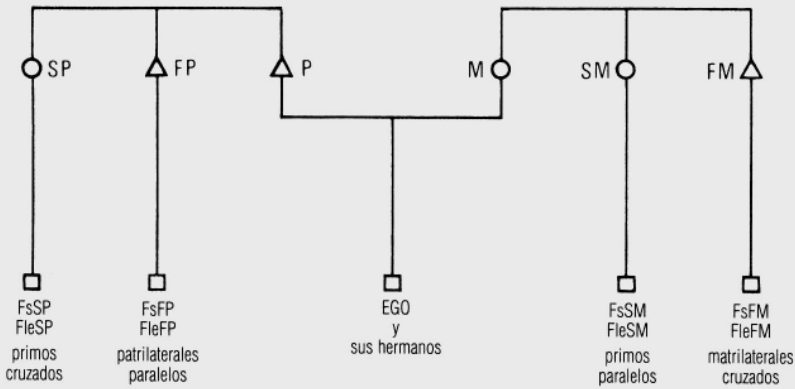 SP
FP
P
M
SM
FM
FsSP
FleSP
primos
cruzados
FsFP
FleFP
patrilaterales
paralelos
EGO
y
sus hermanos
FsSM
FleSM
primos
paralelos
FsFM
FleFM
matrilaterales
cruzados